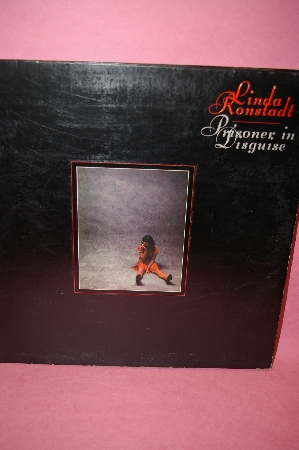 Linda
Ronstadt
Prisoner in
Disguise